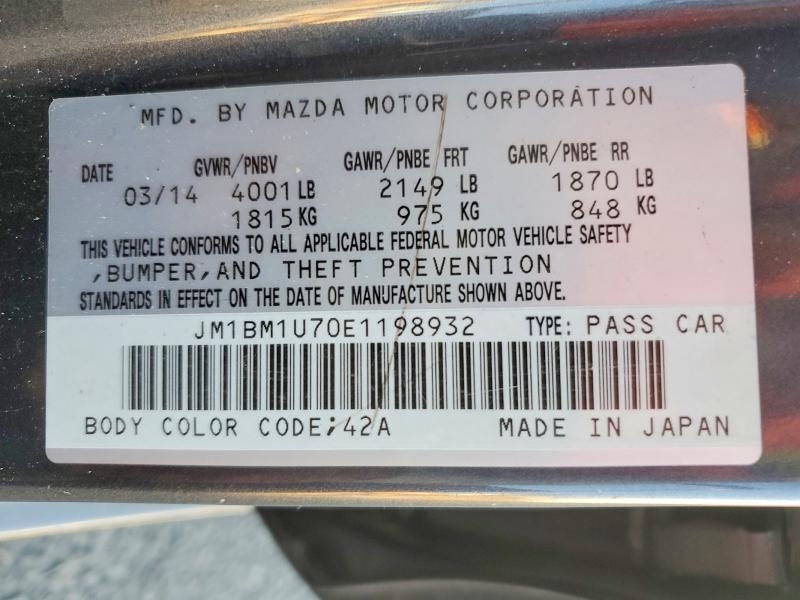 MFD. BY MAZDA MOTOR CORPORATION
DATE GVWR/PNBV GAWR/PNBE FRT GAWR/PNBE RR
03/14 4001 LB 2149 LB 1870 LB
1815 KG 975 KG 848 KG
THIS VEHICLE CONFORMS TO ALL APPLICABLE FEDERAL MOTOR VEHICLE SAFETY
,BUMPER,AND THEFT PREVENTION
STANDARDS IN EFFECT ON THE DATE OF MANUFACTURE SHOWN ABOVE.
JM1BM1U70E1198932 TYPE: PASS CAR
BODY COLOR CODE;42A MADE IN JAPAN